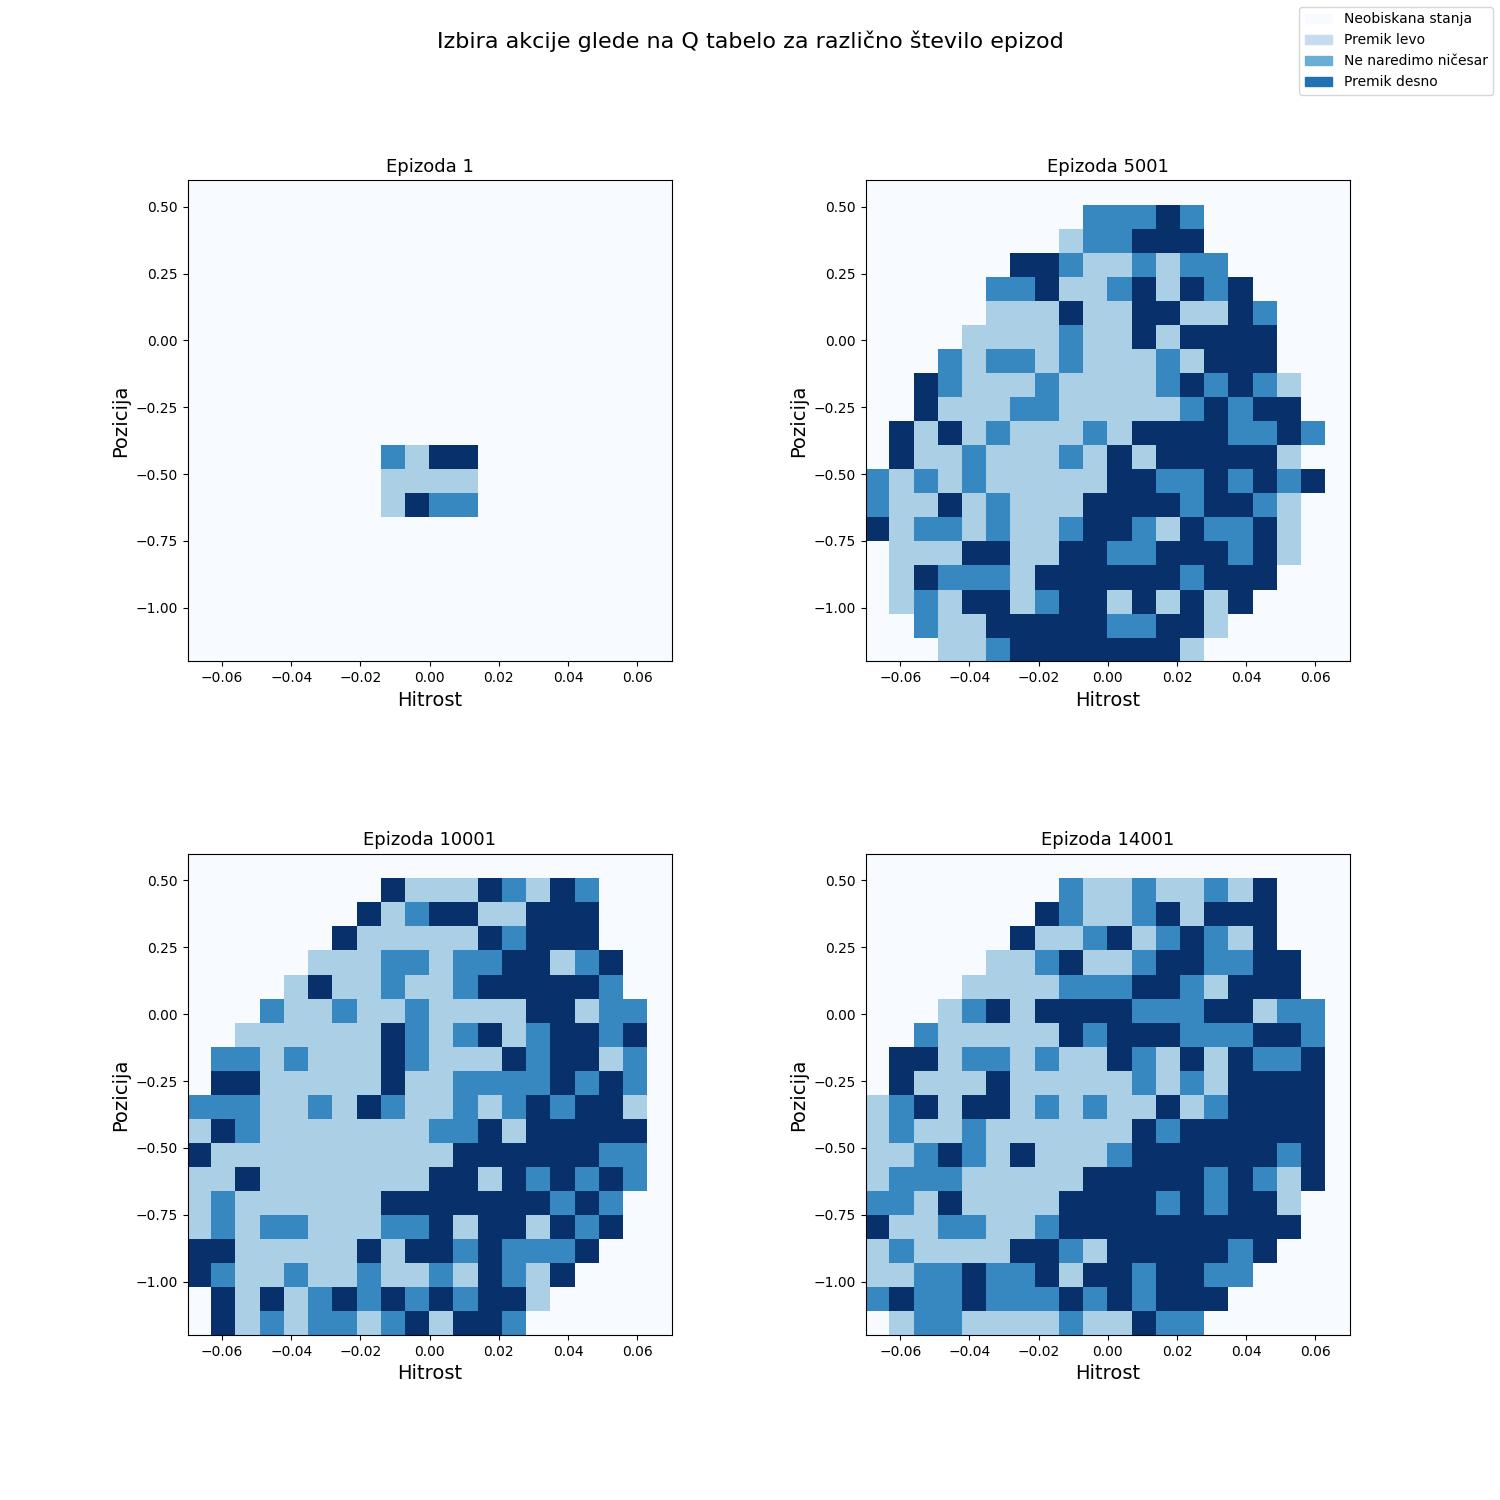 Izbira akcije glede na Q tabelo za različno število epizod
Neobiskana stanja
Premik levo
Ne naredimo ničesar
Premik desno
Epizoda 1
0.50
0.25
0.00
−0.25
−0.50
−0.75
−1.00
Pozicija
−0.06 −0.04 −0.02 0.00 0.02 0.04 0.06
Hitrost
Epizoda 5001
0.50
0.25
0.00
−0.25
−0.50
−0.75
−1.00
Pozicija
−0.06 −0.04 −0.02 0.00 0.02 0.04 0.06
Hitrost
Epizoda 10001
0.50
0.25
0.00
−0.25
−0.50
−0.75
−1.00
Pozicija
−0.06 −0.04 −0.02 0.00 0.02 0.04 0.06
Hitrost
Epizoda 14001
0.50
0.25
0.00
−0.25
−0.50
−0.75
−1.00
Pozicija
−0.06 −0.04 −0.02 0.00 0.02 0.04 0.06
Hitrost